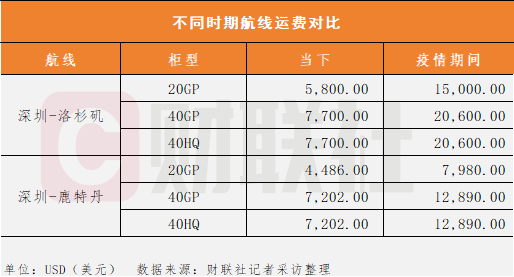 不同时期航线运费对比
航线 柜型 当下 疫情期间
20GP 5,800.00 15,000.00
深圳-洛杉矶 40GP 7,700.00 20,600.00
40HQ 7,700.00 20,600.00
20GP 4,486.00 7,980.00
深圳-鹿特丹 40GP 7,202.00 12,890.00
40HQ 7,202.00 12,890.00
财联社
单位：USD（美元） 数据来源：财联社记者采访整理